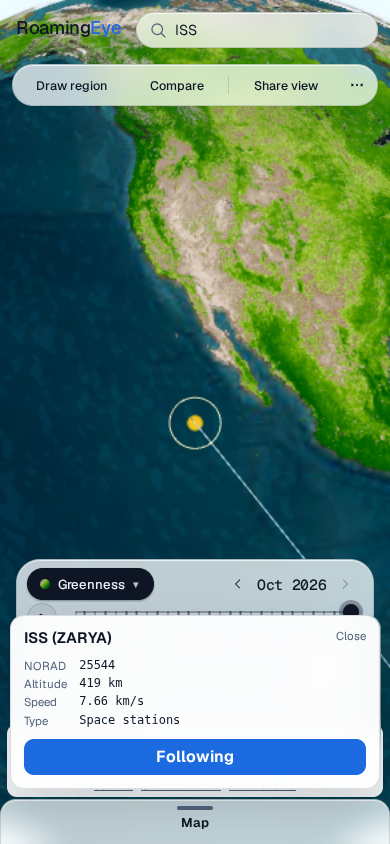 RoamingEye
ISS
Draw region Compare Share view ...
Greenness ▾ < Oct 2026 >
ISS (ZARYA) Close
NORAD 25544
Altitude 419 km
Speed 7.66 km/s
Type Space stations
Following
Map